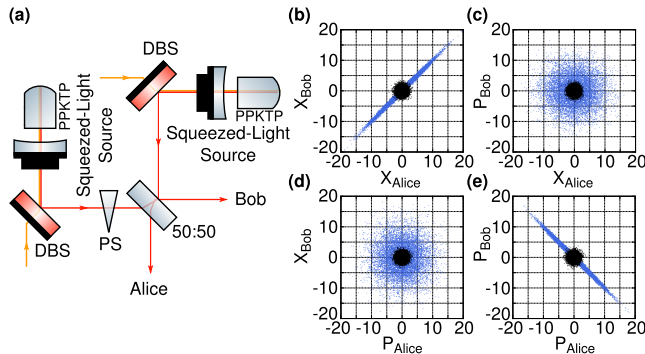 (a)
DBS
PPKTP
Squeezed-Light
Source
PPKTP
Squeezed-Light
Source
DBS
PS
50:50
Bob
Alice
(b)
X_Bob
20
10
0
-10
-20
-20 -10 0 10 20
X_Alice
(c)
P_Bob
20
10
0
-10
-20
-20 -10 0 10 20
X_Alice
(d)
X_Bob
20
10
0
-10
-20
-20 -10 0 10 20
P_Alice
(e)
P_Bob
20
10
0
-10
-20
-20 -10 0 10 20
P_Alice